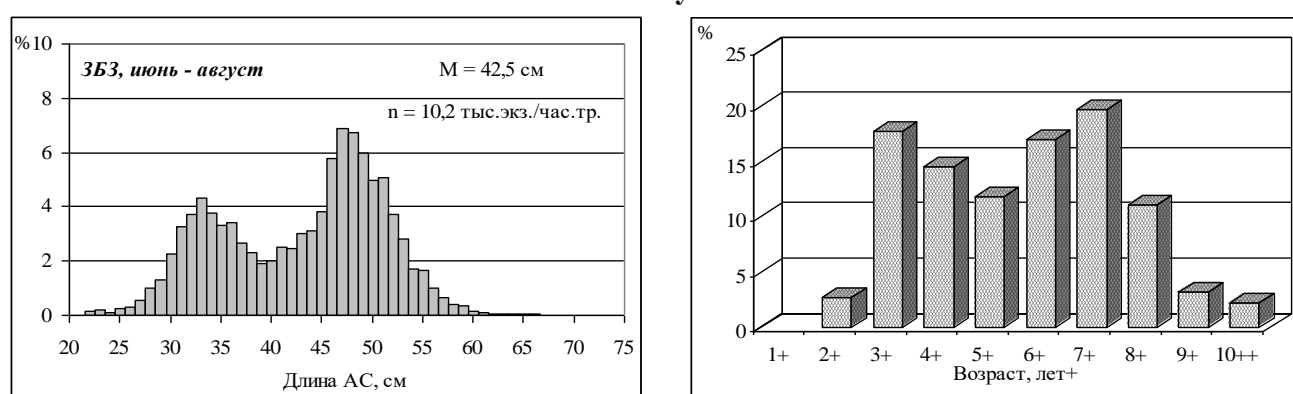 %10
8
6
4
2
0
ЗБЗ, июнь - август
M = 42,5 см
n = 10,2 тыс.экз./час.тр.
20 25 30 35 40 45 50 55 60 65 70 75
Длина АС, см
%
25
20
15
10
5
0
1+ 2+ 3+ 4+ 5+ 6+ 7+ 8+ 9+ 10++
Возраст, лет+